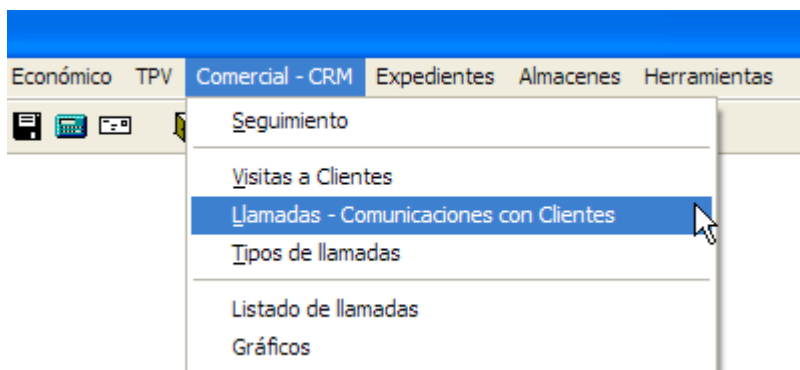 Económico TPV Comercial - CRM Expedientes Almacenes Herramientas
Seguimiento
Visitas a Clientes
Llamadas - Comunicaciones con Clientes
Tipos de llamadas
Listado de llamadas
Gráficos